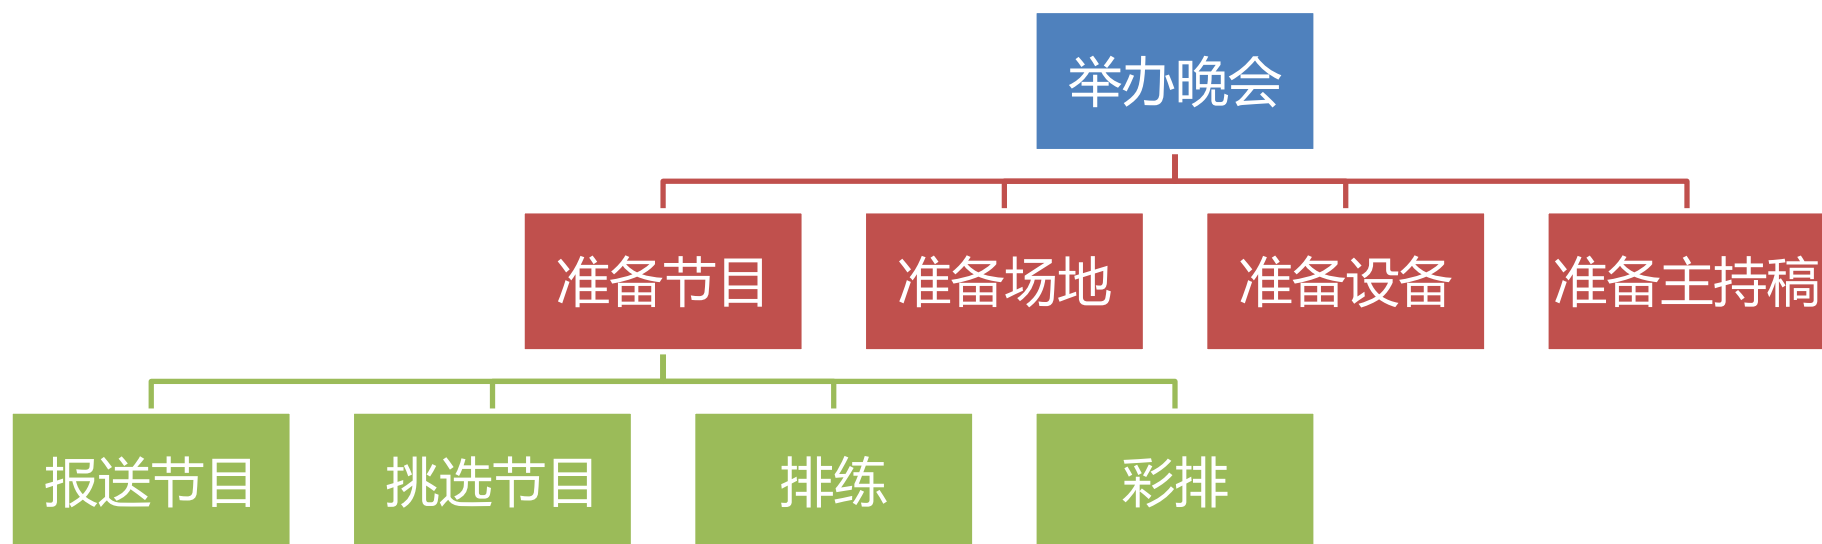 举办晚会
准备节目
准备场地
准备设备
准备主持稿
报送节目
挑选节目
排练
彩排